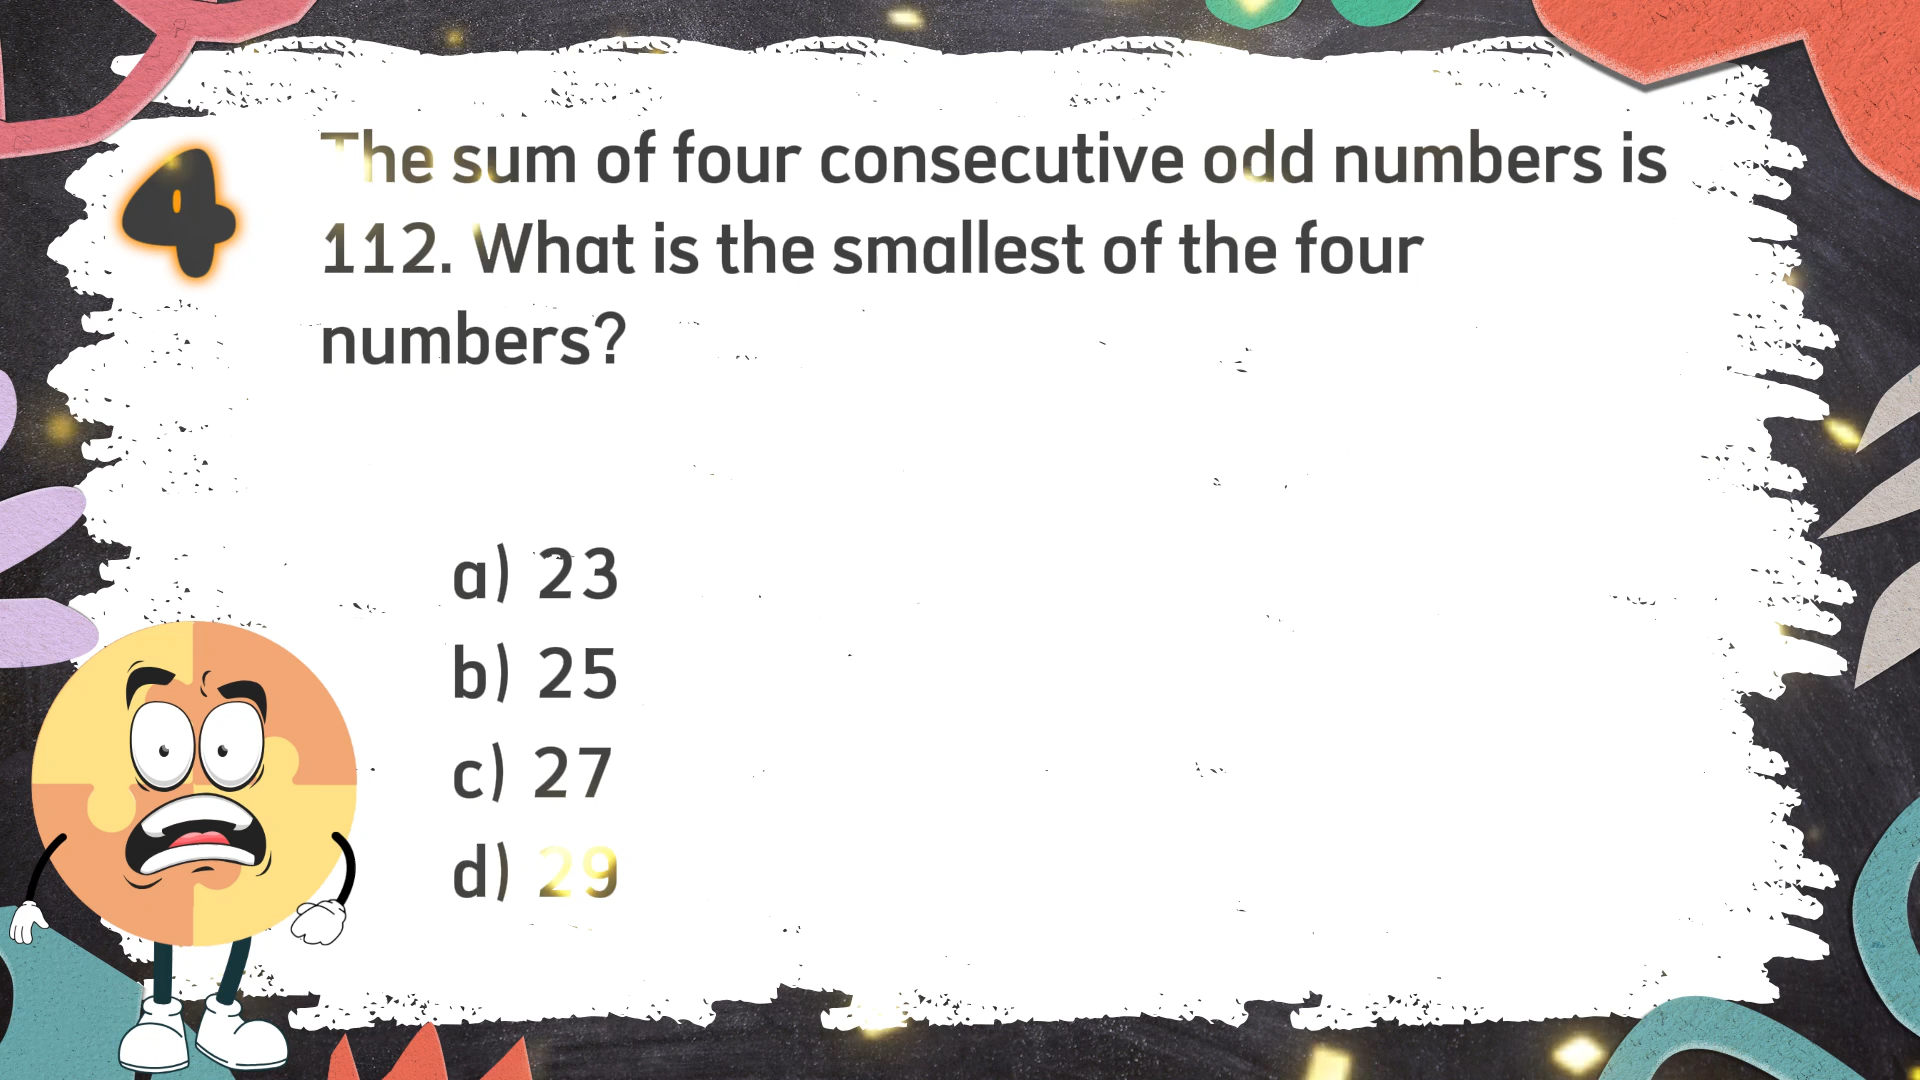 4
The sum of four consecutive odd numbers is
112. What is the smallest of the four
numbers?
a) 23
b) 25
c) 27
d) 29